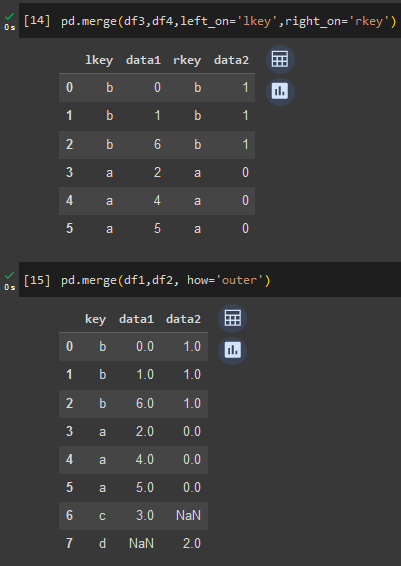 [14] pd.merge(df3,df4,left_on='lkey',right_on='rkey')
0s
lkey data1 rkey data2
0 b 0 b 1
1 b 1 b 1
2 b 6 b 1
3 a 2 a 0
4 a 4 a 0
5 a 5 a 0
[15] pd.merge(df1,df2, how='outer')
0s
key data1 data2
0 b 0.0 1.0
1 b 1.0 1.0
2 b 6.0 1.0
3 a 2.0 0.0
4 a 4.0 0.0
5 a 5.0 0.0
6 c 3.0 NaN
7 d NaN 2.0